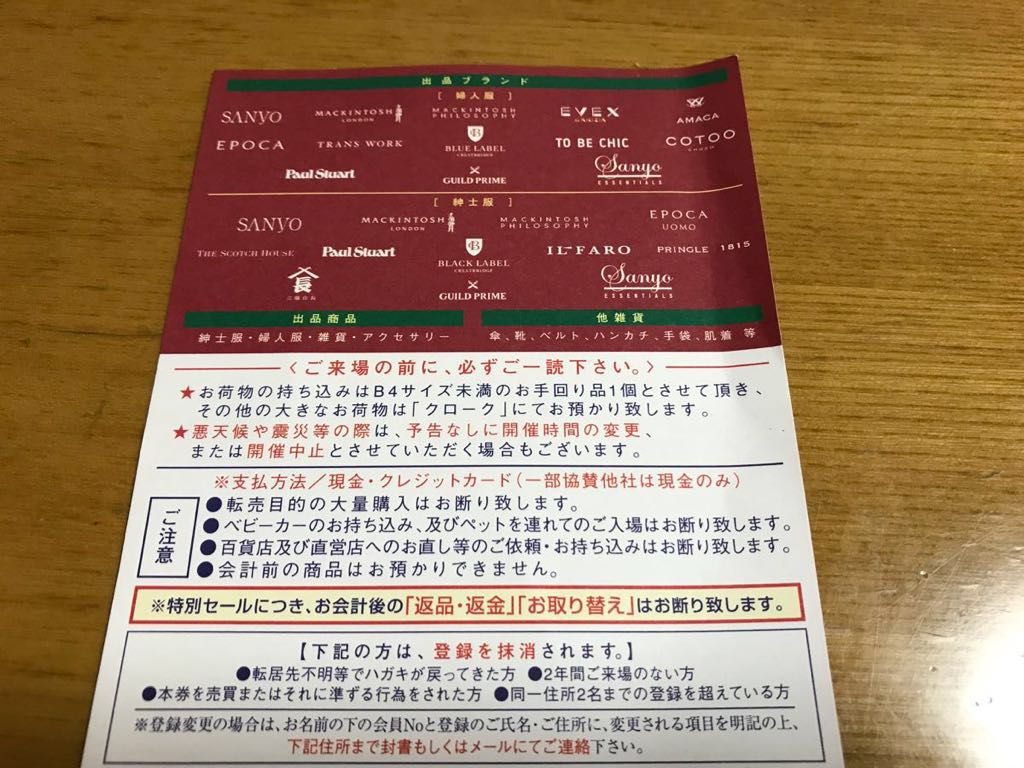 出品ブランド
[ 婦人服 ]
SANYO MACKINTOSH LONDON MACKINTOSH PHILOSOPHY EVEX AMACA
EPOCA TRANS WORK BLUE LABEL CRESTBRIDGE TO BE CHIC COTOO
Paul Stuart GUILD PRIME Sanyo ESSENTIALS
[ 紳士服 ]
SANYO MACKINTOSH LONDON MACKINTOSH PHILOSOPHY EPOCA UOMO
THE SCOTCH HOUSE Paul Stuart BLACK LABEL CRESTBRIDGE IL FARO PRINGLE 1815
長 三陽山長 GUILD PRIME Sanyo ESSENTIALS
出品商品 他雑貨
紳士服・婦人服・雑貨・アクセサリー 傘、靴、ベルト、ハンカチ、手袋、肌着 等
〈ご来場の前に、必ずご一読下さい。〉
★お荷物の持ち込みはB4サイズ未満のお手回り品1個とさせて頂き、
その他の大きなお荷物は「クローク」にてお預かり致します。
★悪天候や震災等の際は、予告なしに開催時間の変更、
または開催中止とさせていただく場合もございます。
※支払方法／現金・クレジットカード（一部協賛他社は現金のみ）
ご注意
●転売目的の大量購入はお断り致します。
●ベビーカーのお持ち込み、及びペットを連れてのご入場はお断り致します。
●百貨店及び直営店へのお直し等のご依頼・お持ち込みはお断り致します。
●会計前の商品はお預かりできません。
※特別セールにつき、お会計後の「返品・返金」「お取り替え」はお断り致します。
【下記の方は、登録を抹消されます。】
●転居先不明等でハガキが戻ってきた方 ●2年間ご来場のない方
●本券を売買またはそれに準ずる行為をされた方 ●同一住所2名までの登録を超えている方
※登録変更の場合は、お名前の下の会員Noと登録のご氏名・ご住所に、変更される項目を明記の上、
下記住所まで封書もしくはメールにてご連絡下さい。